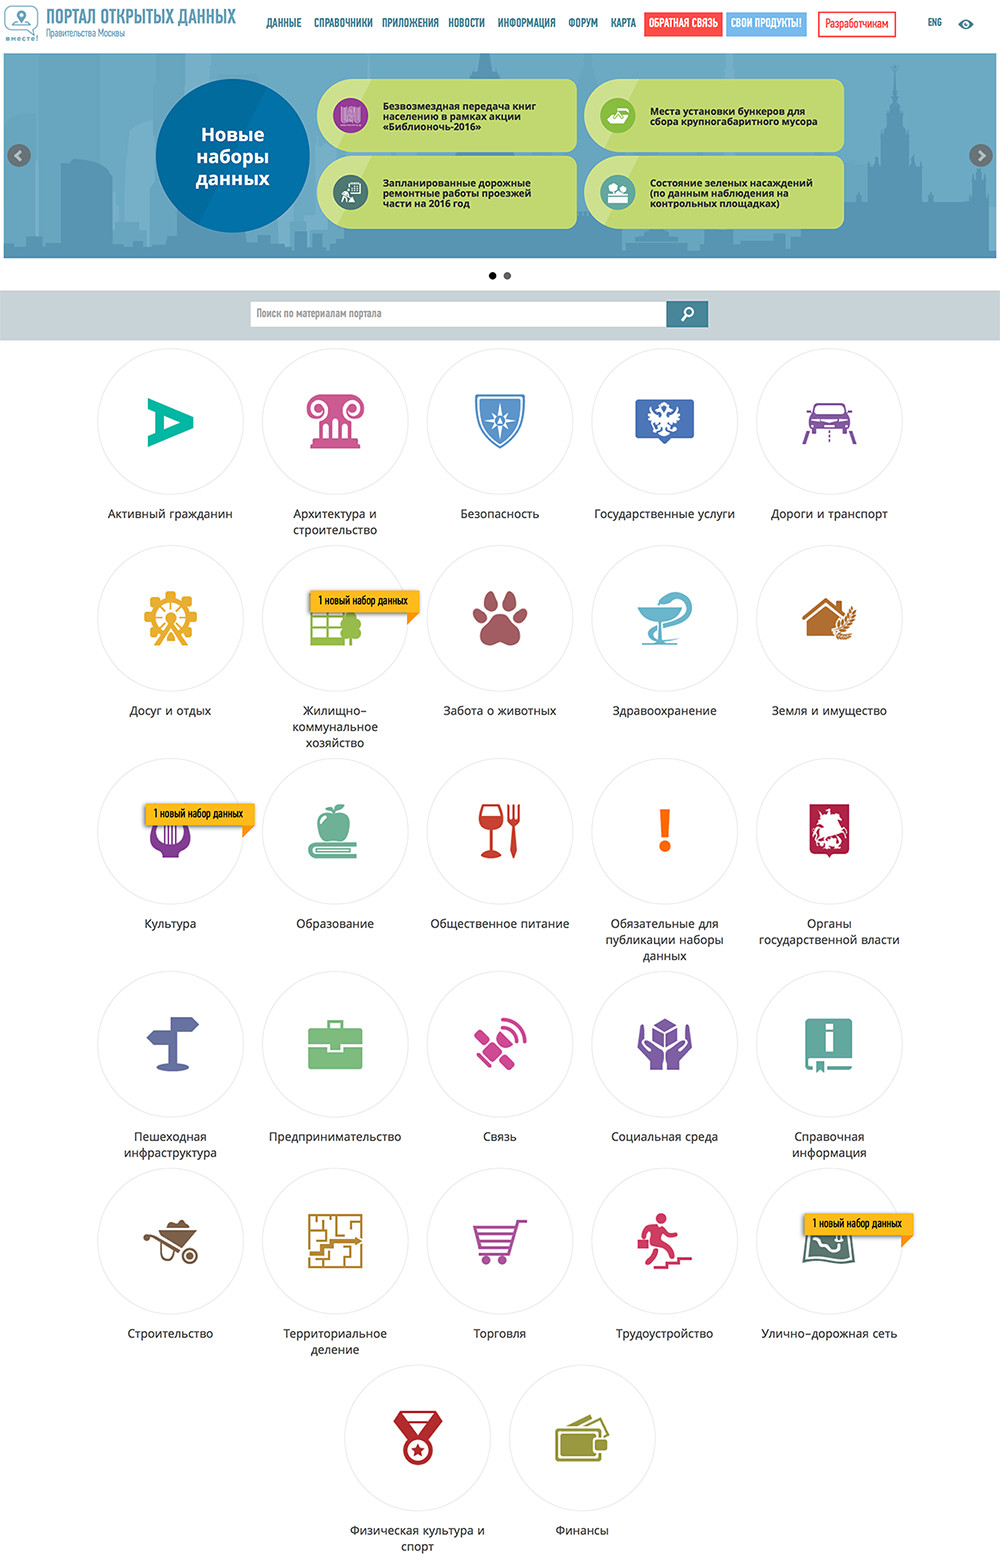 вместе!
ПОРТАЛ ОТКРЫТЫХ ДАННЫХ
Правительства Москвы
ДАННЫЕ СПРАВОЧНИКИ ПРИЛОЖЕНИЯ НОВОСТИ ИНФОРМАЦИЯ ФОРУМ КАРТА ОБРАТНАЯ СВЯЗЬ СВОИ ПРОДУКТЫ! Разработчикам ENG
Новые
наборы
данных
Безвозмездная передача книг
населению в рамках акции
«Библионочь-2016»
Места установки бункеров для
сбора крупногабаритного мусора
Запланированные дорожные
ремонтные работы проезжей
части на 2016 год
Состояние зеленых насаждений
(по данным наблюдения на
контрольных площадках)
Поиск по материалам портала
Активный гражданин
Архитектура и
строительство
Безопасность
Государственные услуги
Дороги и транспорт
Досуг и отдых
1 новый набор данных
Жилищно-
коммунальное
хозяйство
Забота о животных
Здравоохранение
Земля и имущество
1 новый набор данных
Культура
Образование
Общественное питание
Обязательные для
публикации наборы
данных
Органы
государственной власти
Пешеходная
инфраструктура
Предпринимательство
Связь
Социальная среда
Справочная
информация
Строительство
Территориальное
деление
Торговля
Трудоустройство
1 новый набор данных
Улично-дорожная сеть
Физическая культура и
спорт
Финансы